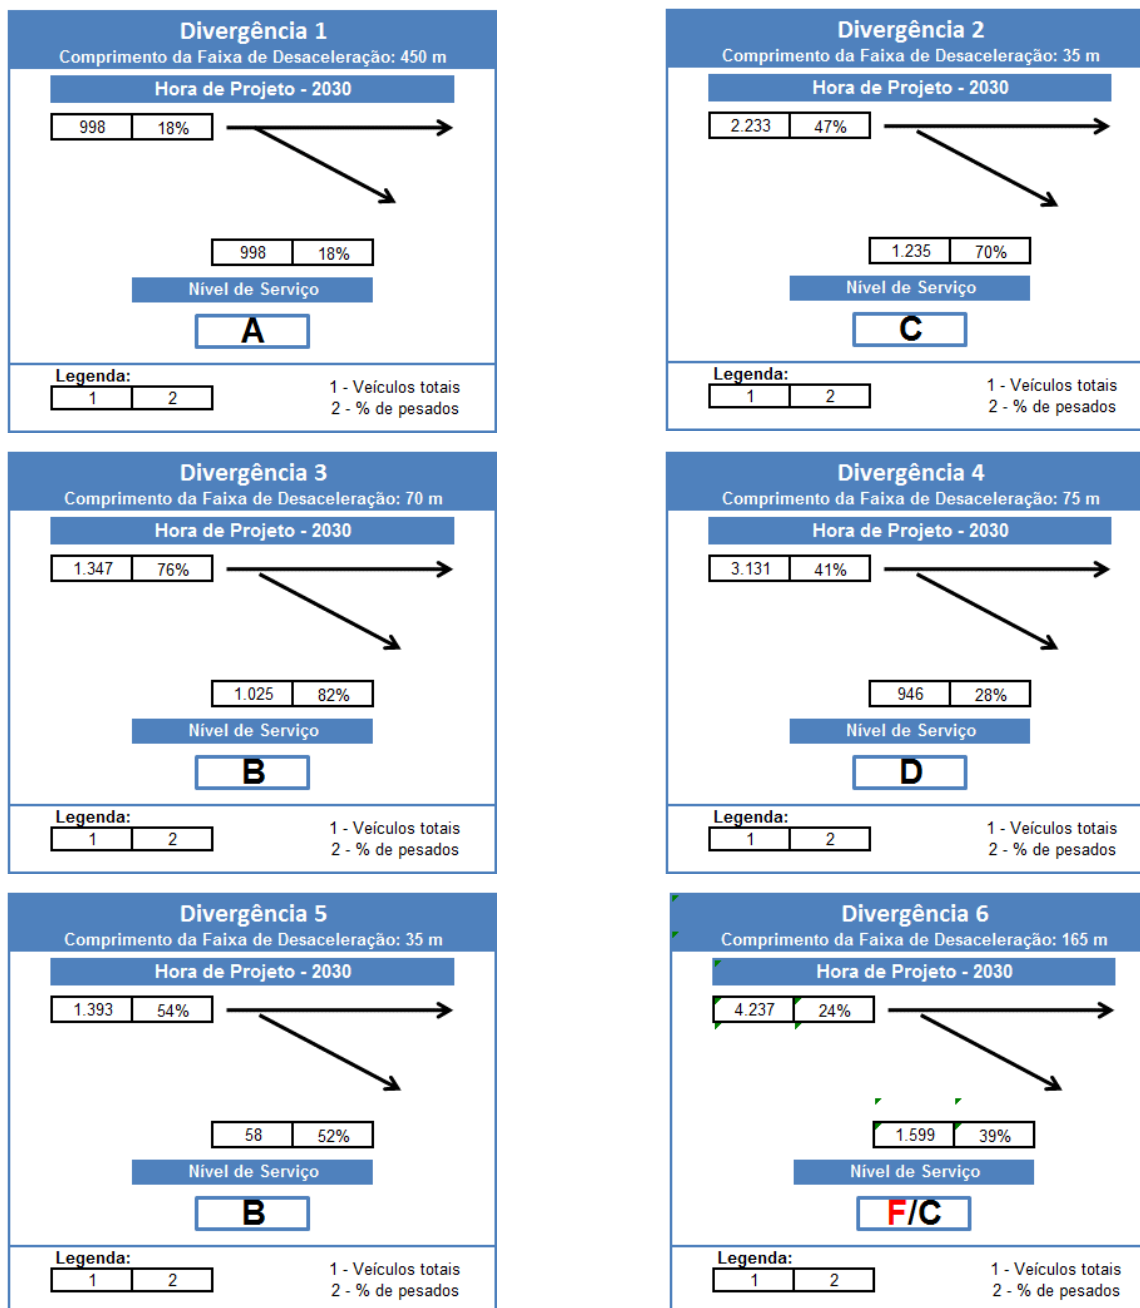 Divergência 1
Comprimento da Faixa de Desaceleração: 450 m
Hora de Projeto - 2030
998 18%
998 18%
Nível de Serviço
A
Legenda:
1 2
1 - Veículos totais
2 - % de pesados
Divergência 2
Comprimento da Faixa de Desaceleração: 35 m
Hora de Projeto - 2030
2.233 47%
1.235 70%
Nível de Serviço
C
Legenda:
1 2
1 - Veículos totais
2 - % de pesados
Divergência 3
Comprimento da Faixa de Desaceleração: 70 m
Hora de Projeto - 2030
1.347 76%
1.025 82%
Nível de Serviço
B
Legenda:
1 2
1 - Veículos totais
2 - % de pesados
Divergência 4
Comprimento da Faixa de Desaceleração: 75 m
Hora de Projeto - 2030
3.131 41%
946 28%
Nível de Serviço
D
Legenda:
1 2
1 - Veículos totais
2 - % de pesados
Divergência 5
Comprimento da Faixa de Desaceleração: 35 m
Hora de Projeto - 2030
1.393 54%
58 52%
Nível de Serviço
B
Legenda:
1 2
1 - Veículos totais
2 - % de pesados
Divergência 6
Comprimento da Faixa de Desaceleração: 165 m
Hora de Projeto - 2030
4.237 24%
1.599 39%
Nível de Serviço
F/C
Legenda:
1 2
1 - Veículos totais
2 - % de pesados